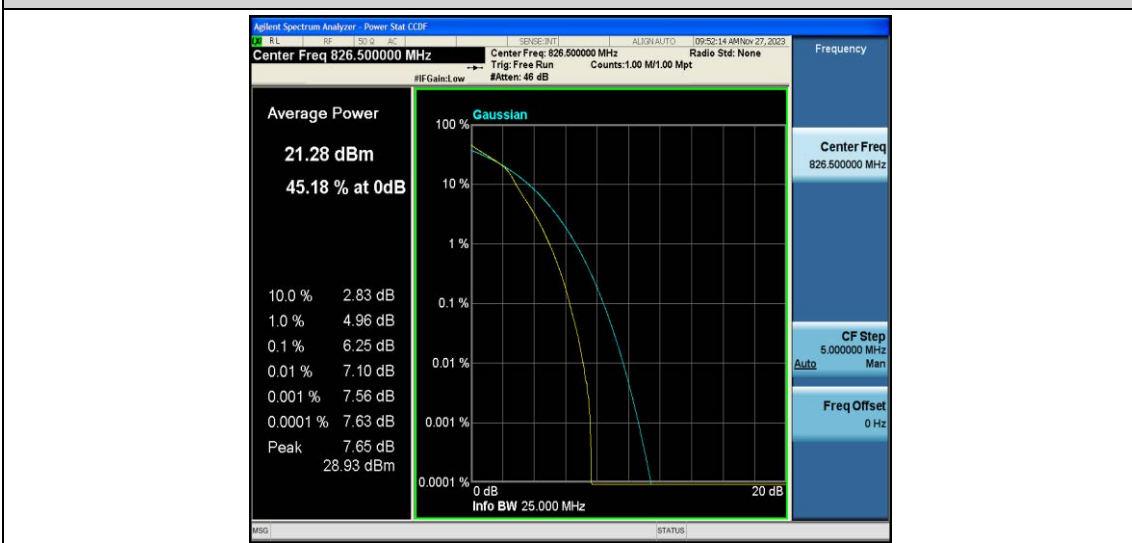 Agilent Spectrum Analyzer - Power Stat CCDF
RL RF 50 Ω AC SENSE:INT ALIGN AUTO 09:52:14 AM Nov 27, 2023
Center Freq 826.500000 MHz
Center Freq: 826.500000 MHz Radio Std: None
Trig: Free Run Counts:1.00 M/1.00 Mpt
#IFGain:Low #Atten: 46 dB
Frequency
Average Power
21.28 dBm
45.18 % at 0dB
10.0 % 2.83 dB
1.0 % 4.96 dB
0.1 % 6.25 dB
0.01 % 7.10 dB
0.001 % 7.56 dB
0.0001 % 7.63 dB
Peak 7.65 dB
28.93 dBm
Gaussian
100 %
10 %
1 %
0.1 %
0.01 %
0.001 %
0.0001 %
0 dB 20 dB
Info BW 25.000 MHz
Center Freq
826.500000 MHz
CF Step
5.000000 MHz
Auto Man
Freq Offset
0 Hz
MSG STATUS